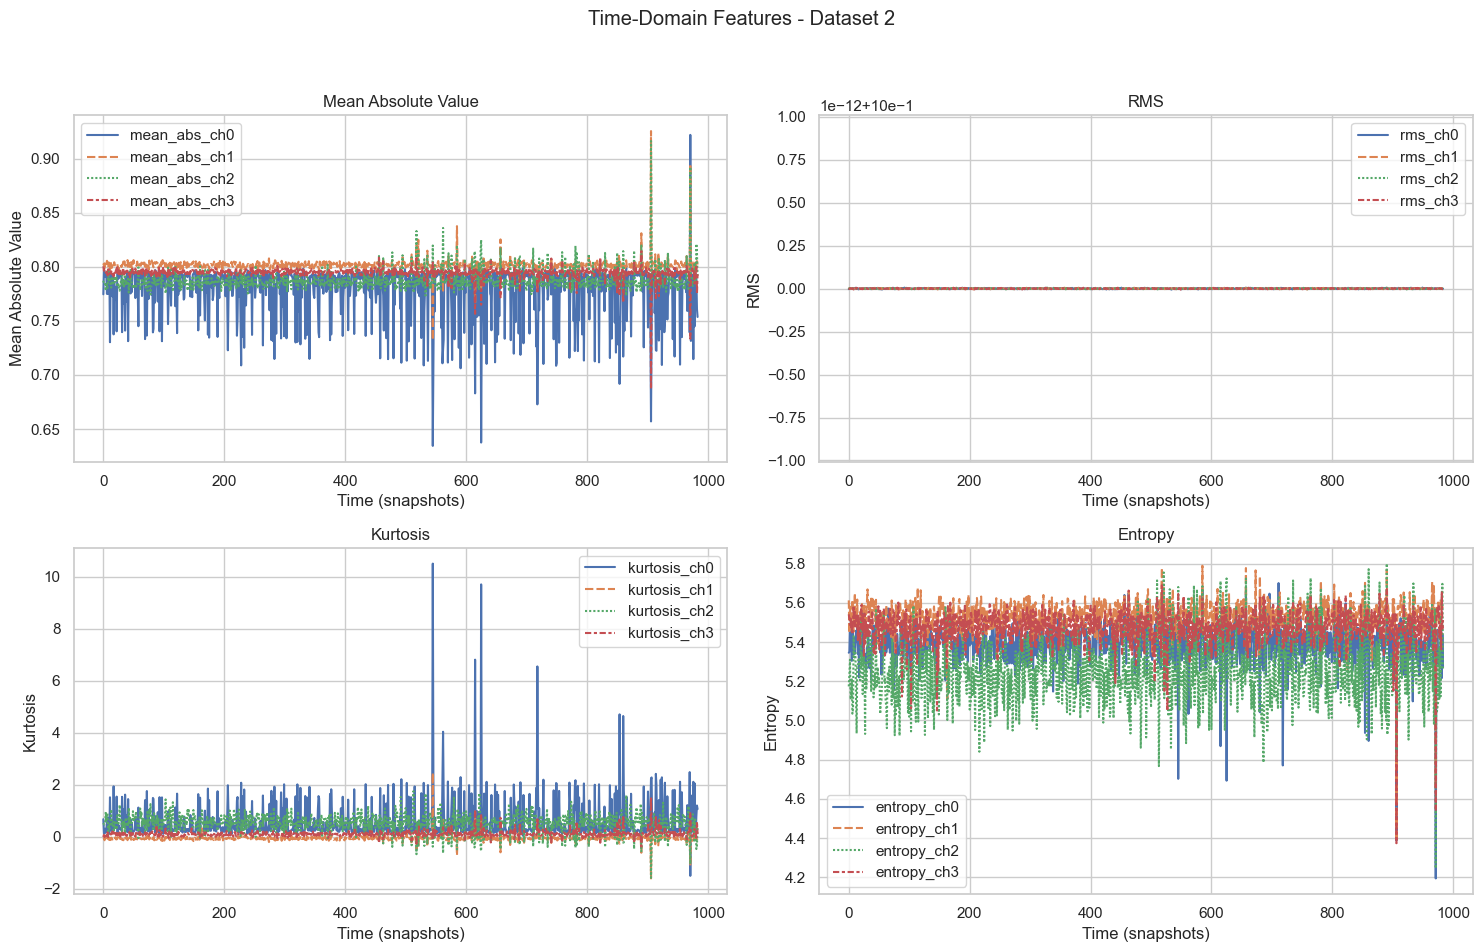 Time-Domain Features - Dataset 2
Mean Absolute Value
mean_abs_ch0
mean_abs_ch1
mean_abs_ch2
mean_abs_ch3
0.90
0.85
0.80
0.75
0.70
0.65
Mean Absolute Value
0 200 400 600 800 1000
Time (snapshots)
1e−12+10e−1
RMS
rms_ch0
rms_ch1
rms_ch2
rms_ch3
1.00
0.75
0.50
0.25
0.00
−0.25
−0.50
−0.75
−1.00
RMS
0 200 400 600 800 1000
Time (snapshots)
Kurtosis
kurtosis_ch0
kurtosis_ch1
kurtosis_ch2
kurtosis_ch3
10
8
6
4
2
0
−2
Kurtosis
0 200 400 600 800 1000
Time (snapshots)
Entropy
5.8
5.6
5.4
5.2
5.0
4.8
4.6
4.4
4.2
Entropy
entropy_ch0
entropy_ch1
entropy_ch2
entropy_ch3
0 200 400 600 800 1000
Time (snapshots)